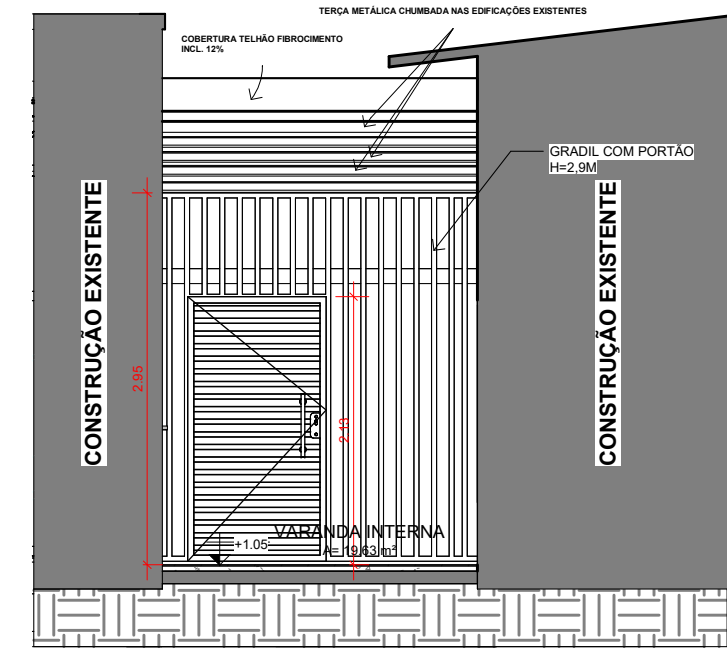 TERÇA METÁLICA CHUMBADA NAS EDIFICAÇÕES EXISTENTES
COBERTURA TELHÃO FIBROCIMENTO
INCL. 12%
GRADIL COM PORTÃO
H=2,9M
CONSTRUÇÃO EXISTENTE
CONSTRUÇÃO EXISTENTE
2.95
2.13
VARANDA INTERNA
+1.05
A= 19.63 m²